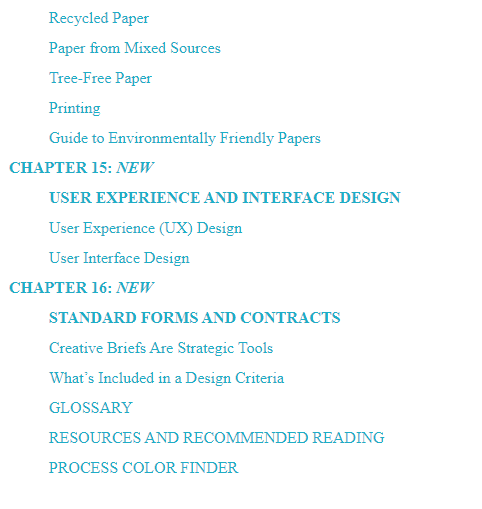 Recycled Paper
Paper from Mixed Sources
Tree-Free Paper
Printing
Guide to Environmentally Friendly Papers
CHAPTER 15: NEW
USER EXPERIENCE AND INTERFACE DESIGN
User Experience (UX) Design
User Interface Design
CHAPTER 16: NEW
STANDARD FORMS AND CONTRACTS
Creative Briefs Are Strategic Tools
What’s Included in a Design Criteria
GLOSSARY
RESOURCES AND RECOMMENDED READING
PROCESS COLOR FINDER